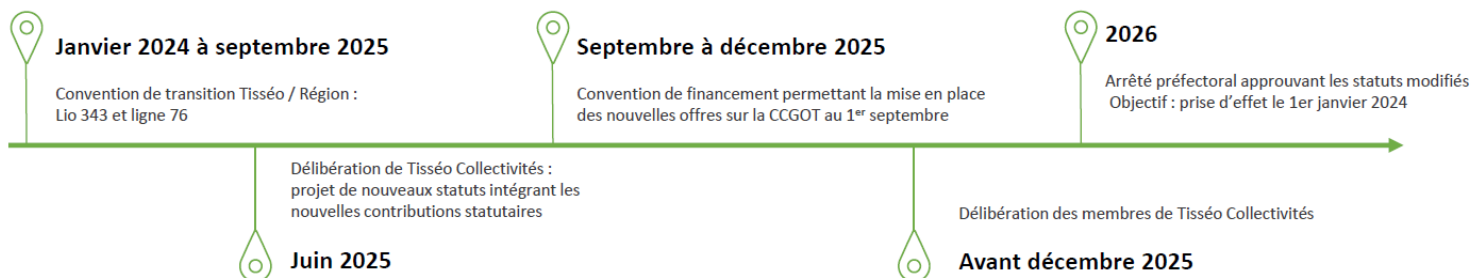 Janvier 2024 à septembre 2025
Convention de transition Tisséo / Région :
Lio 343 et ligne 76
Délibération de Tisséo Collectivités :
projet de nouveaux statuts intégrant les
nouvelles contributions statutaires
Juin 2025
Septembre à décembre 2025
Convention de financement permettant la mise en place
des nouvelles offres sur la CCGOT au 1er septembre
Délibération des membres de Tisséo Collectivités
Avant décembre 2025
2026
Arrêté préfectoral approuvant les statuts modifiés
Objectif : prise d'effet le 1er janvier 2024